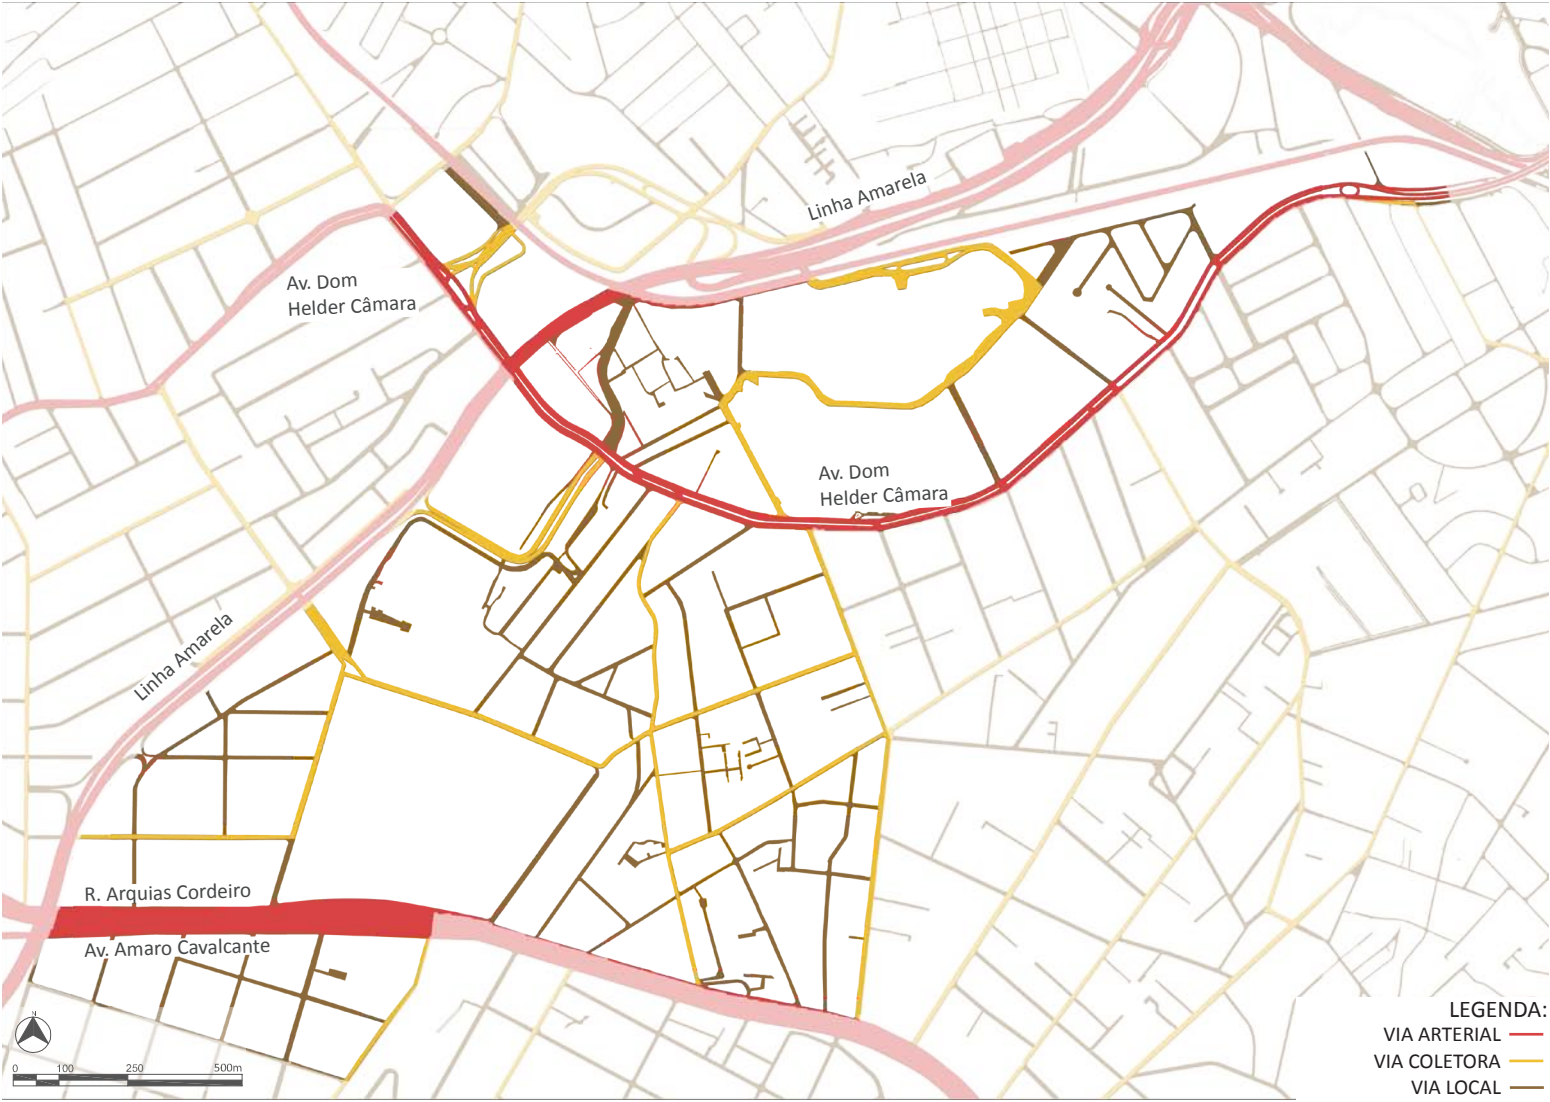 Linha Amarela
Av. Dom
Helder Câmara
Av. Dom
Helder Câmara
Linha Amarela
R. Arquias Cordeiro
Av. Amaro Cavalcante
N
0 100 250 500m
LEGENDA:
VIA ARTERIAL
VIA COLETORA
VIA LOCAL